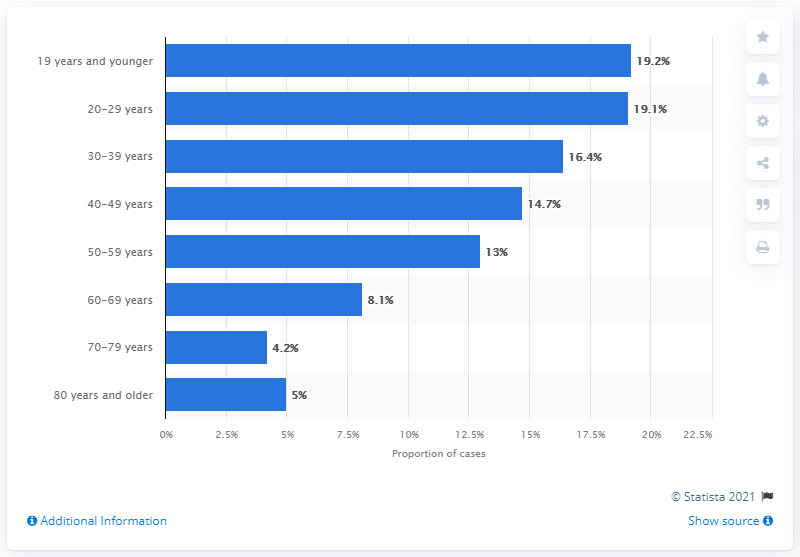 19 years and younger 19.2%
20-29 years 19.1%
30-39 years 16.4%
40-49 years 14.7%
50-59 years 13%
60-69 years 8.1%
70-79 years 4.2%
80 years and older 5%
0% 2.5% 5% 7.5% 10% 12.5% 15% 17.5% 20% 22.5%
Proportion of cases
© Statista 2021
Additional Information Show source